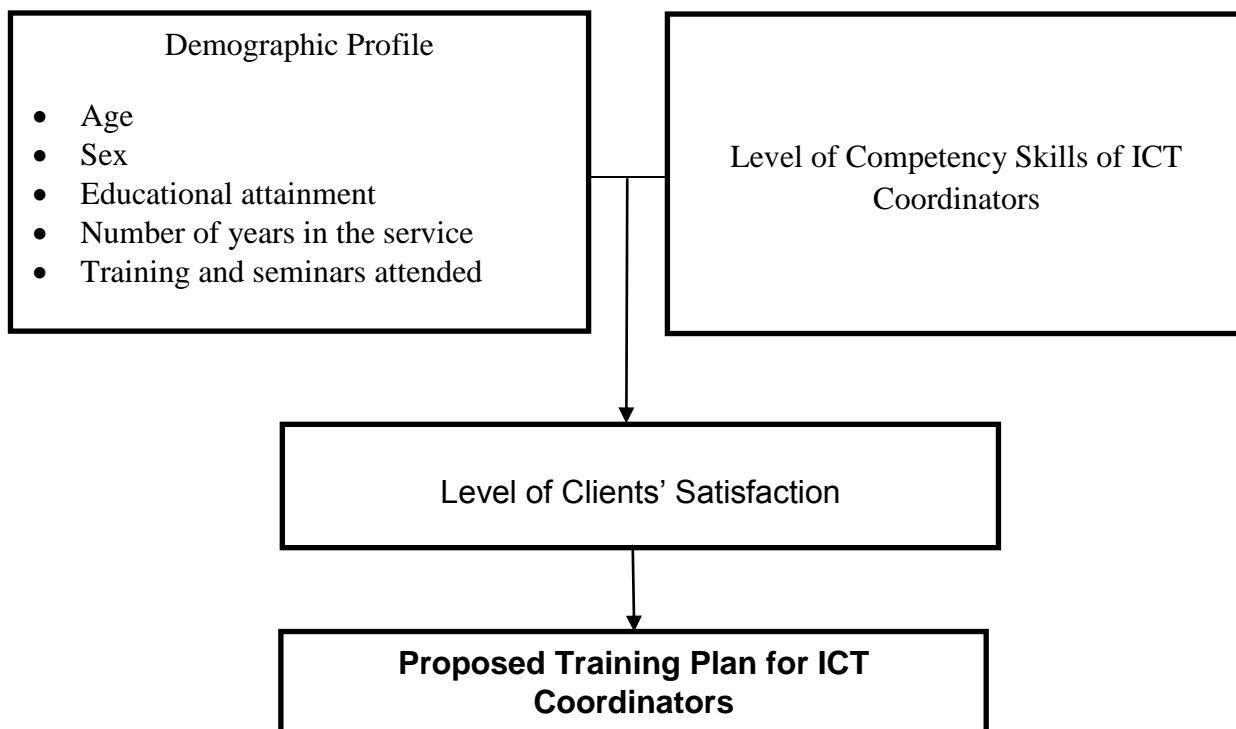 Demographic Profile
• Age
• Sex
• Educational attainment
• Number of years in the service
• Training and seminars attended
Level of Competency Skills of ICT
Coordinators
Level of Clients’ Satisfaction
Proposed Training Plan for ICT
Coordinators